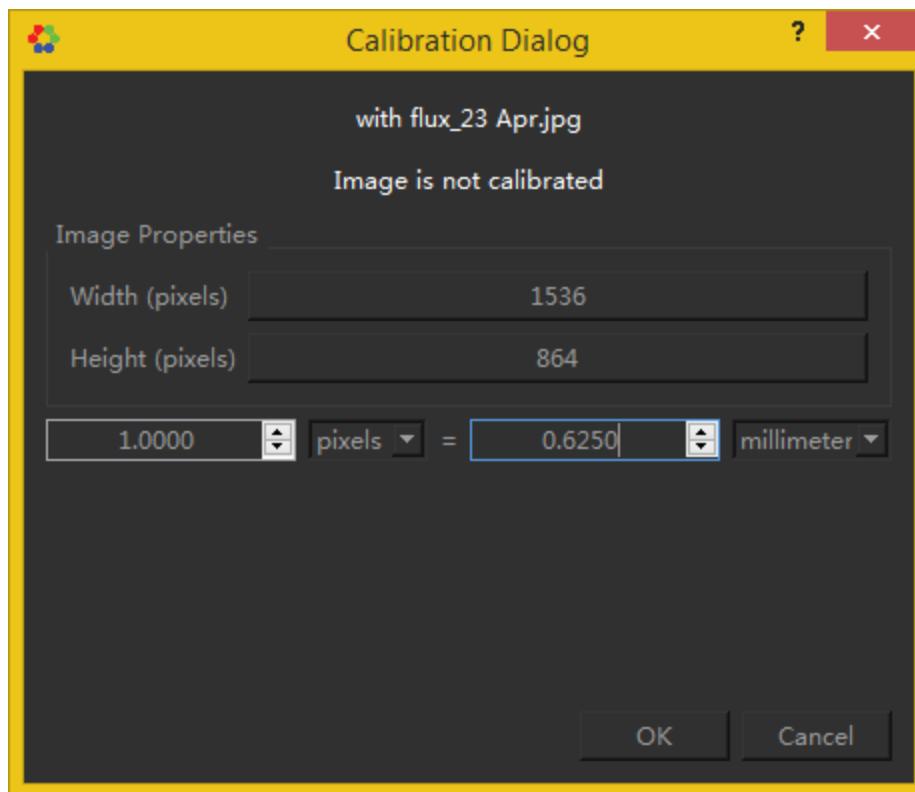 Calibration Dialog ? ×
with flux_23 Apr.jpg
Image is not calibrated
Image Properties
Width (pixels) 1536
Height (pixels) 864
1.0000 pixels = 0.6250 millimeter
OK Cancel